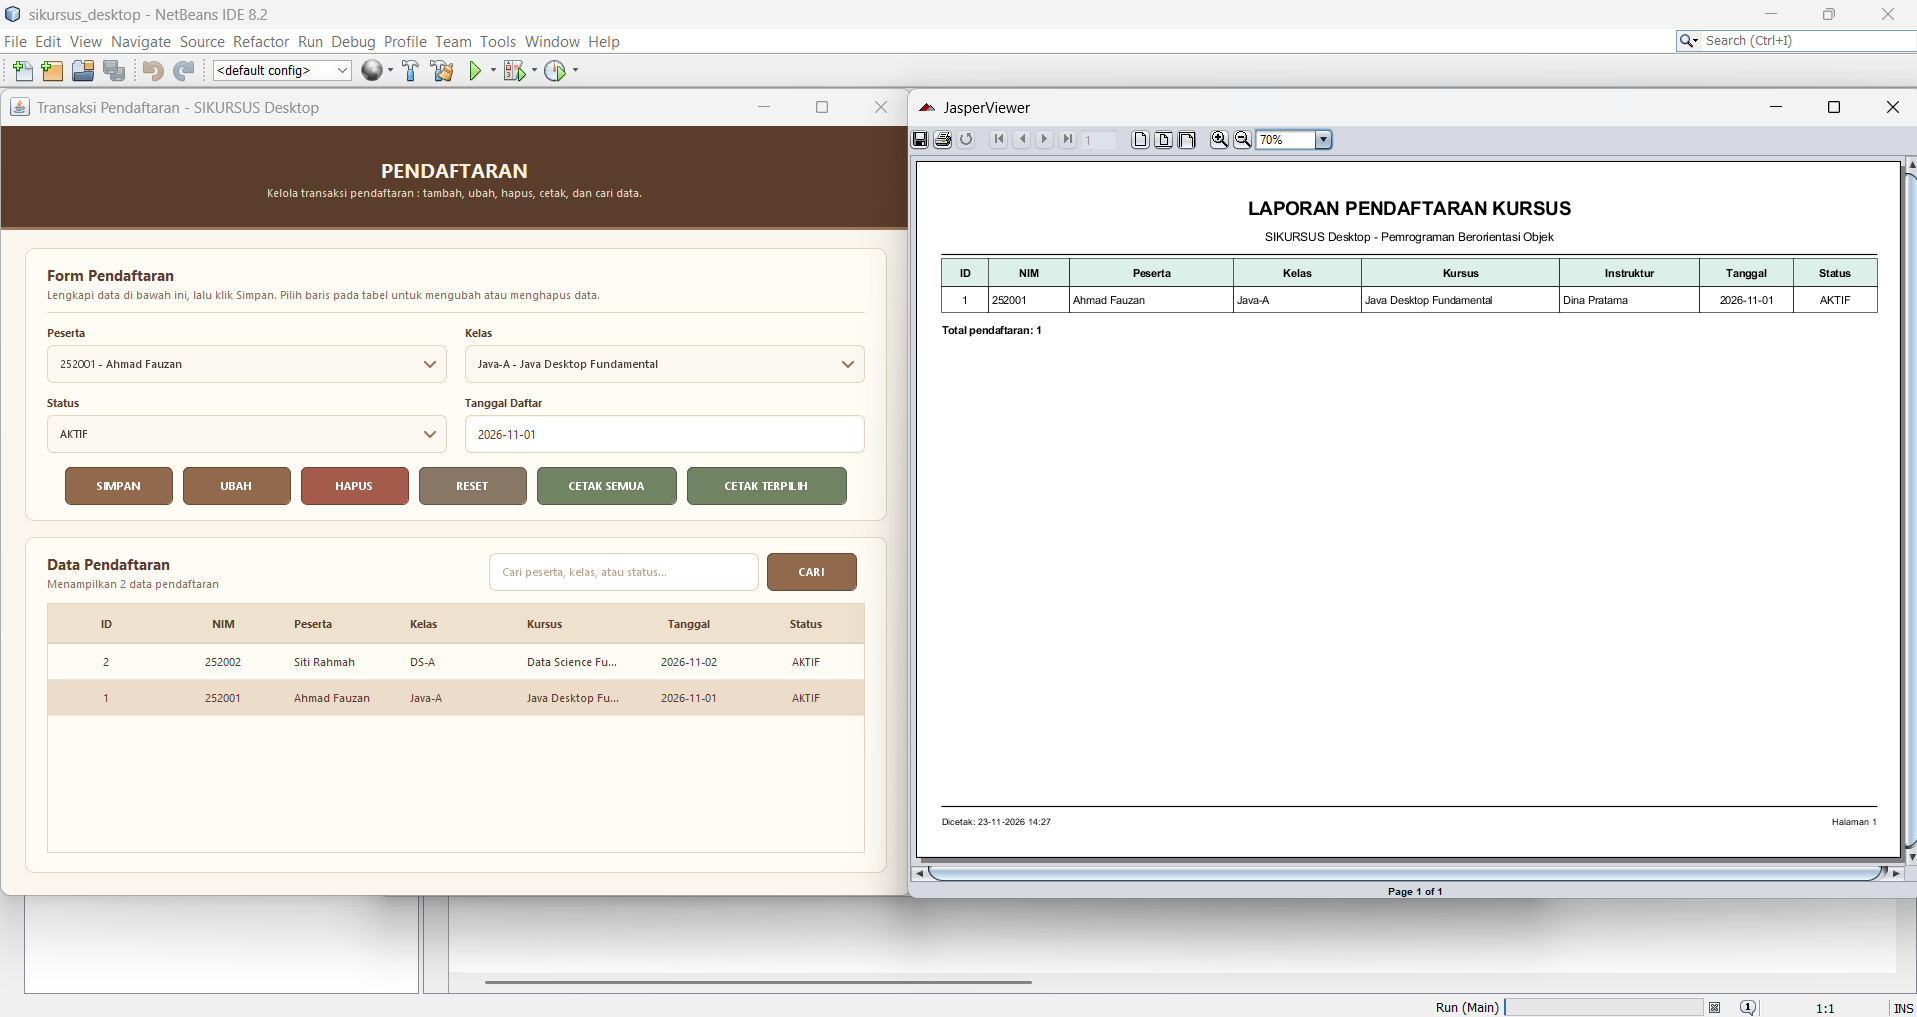 sikursus_desktop - NetBeans IDE 8.2
File Edit View Navigate Source Refactor Run Debug Profile Team Tools Window Help
Search (Ctrl+I)
<default config>
Transaksi Pendaftaran - SIKURSUS Desktop
PENDAFTARAN
Kelola transaksi pendaftaran : tambah, ubah, hapus, cetak, dan cari data.
Form Pendaftaran
Lengkapi data di bawah ini, lalu klik Simpan. Pilih baris pada tabel untuk mengubah atau menghapus data.
Peserta Kelas
252001 - Ahmad Fauzan Java-A - Java Desktop Fundamental
Status Tanggal Daftar
AKTIF 2026-11-01
SIMPAN UBAH HAPUS RESET CETAK SEMUA CETAK TERPILIH
Data Pendaftaran
Menampilkan 2 data pendaftaran
Cari peserta, kelas, atau status... CARI
ID NIM Peserta Kelas Kursus Tanggal Status
2 252002 Siti Rahmah DS-A Data Science Fu... 2026-11-02 AKTIF
1 252001 Ahmad Fauzan Java-A Java Desktop Fu... 2026-11-01 AKTIF
JasperViewer
1 70%
LAPORAN PENDAFTARAN KURSUS
SIKURSUS Desktop - Pemrograman Berorientasi Objek
ID NIM Peserta Kelas Kursus Instruktur Tanggal Status
1 252001 Ahmad Fauzan Java-A Java Desktop Fundamental Dina Pratama 2026-11-01 AKTIF
Total pendaftaran: 1
Dicetak: 23-11-2026 14:27 Halaman 1
Page 1 of 1
Run (Main) 1 1:1 INS